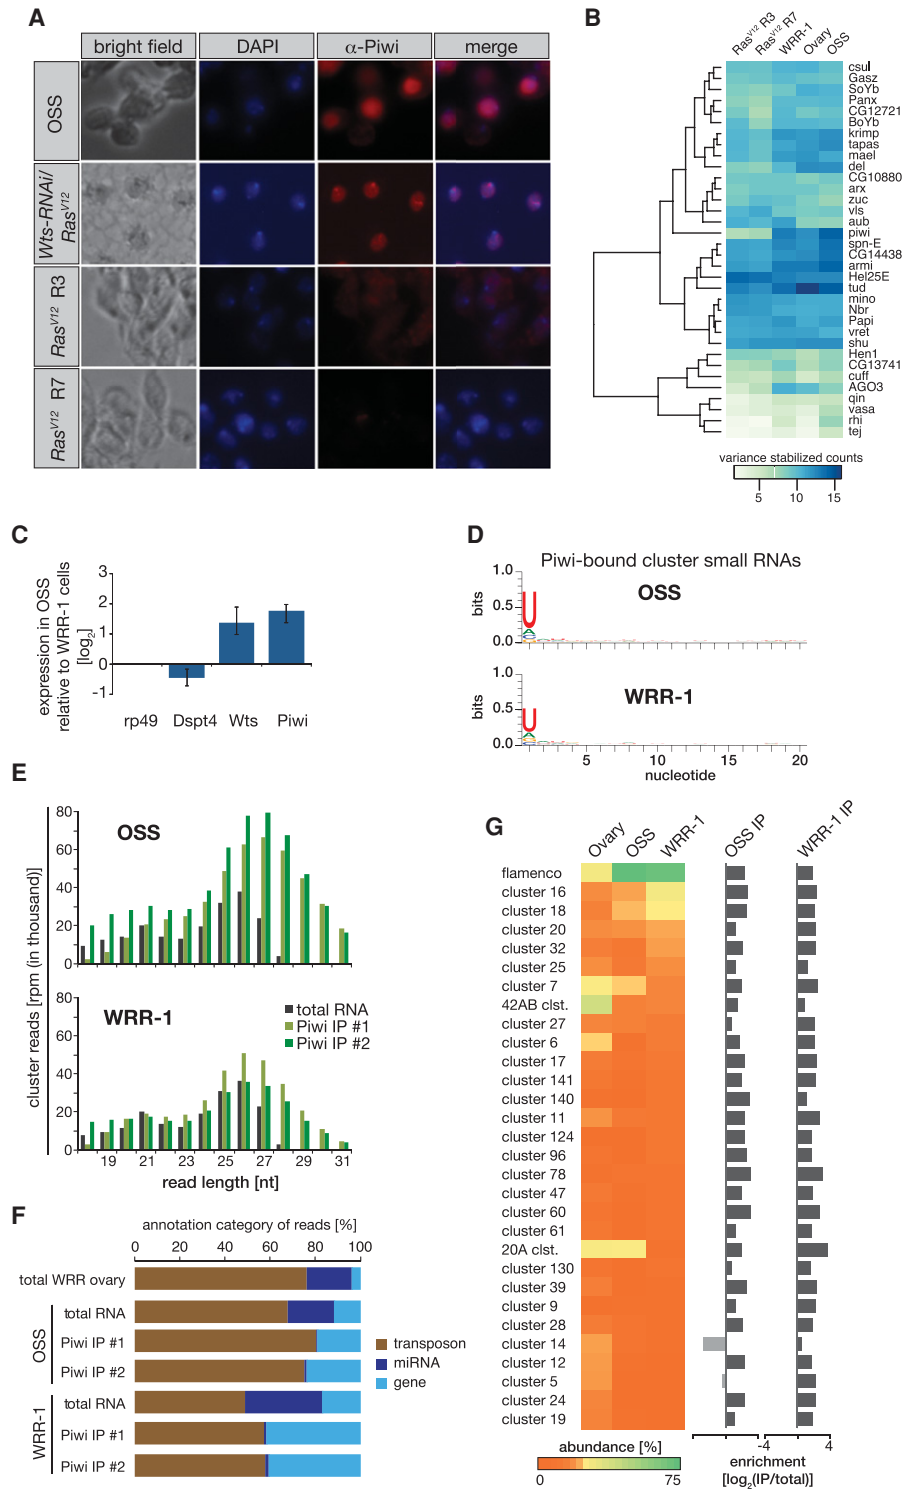 A
bright field
DAPI
α-Piwi
merge
OSS
Wts-RNAi/
Ras^V12
Ras^V12 R3
Ras^V12 R7
B
Ras^V12 R3
Ras^V12 R7
WRR-1
Ovary
OSS
csul
Gasz
SoYb
Panx
CG12721
BoYb
krimp
tapas
mael
del
CG10880
arx
zuc
vls
aub
piwi
spn-E
CG14438
armi
Hel25E
tud
mino
Nbr
Papi
vret
shu
Hen1
CG13741
cuff
AGO3
qin
vasa
rhi
tej
variance stabilized counts
5 10 15
C
expression in OSS
relative to WRR-1 cells
[log2]
3
2
1
0
-1
rp49 Dspt4 Wts Piwi
D
Piwi-bound cluster small RNAs
OSS
bits
1.0
0.5
0.0
U
WRR-1
bits
1.0
0.5
0.0
U
5 10 15 20
nucleotide
E
cluster reads [rpm (in thousand)]
OSS
80
60
40
20
0
WRR-1
80
60
40
20
0
total RNA
Piwi IP #1
Piwi IP #2
19 21 23 25 27 29 31
read length [nt]
F
annotation category of reads [%]
0 20 40 60 80 100
total WRR ovary
OSS
total RNA
Piwi IP #1
Piwi IP #2
WRR-1
total RNA
Piwi IP #1
Piwi IP #2
transposon
miRNA
gene
G
Ovary
OSS
WRR-1
OSS IP
WRR-1 IP
flamenco
cluster 16
cluster 18
cluster 20
cluster 32
cluster 25
cluster 7
42AB clst.
cluster 27
cluster 6
cluster 17
cluster 141
cluster 140
cluster 11
cluster 124
cluster 96
cluster 78
cluster 47
cluster 60
cluster 61
20A clst.
cluster 130
cluster 39
cluster 9
cluster 28
cluster 14
cluster 12
cluster 5
cluster 24
cluster 19
abundance [%]
0 75
-4 0 4
enrichment
[log2(IP/total)]